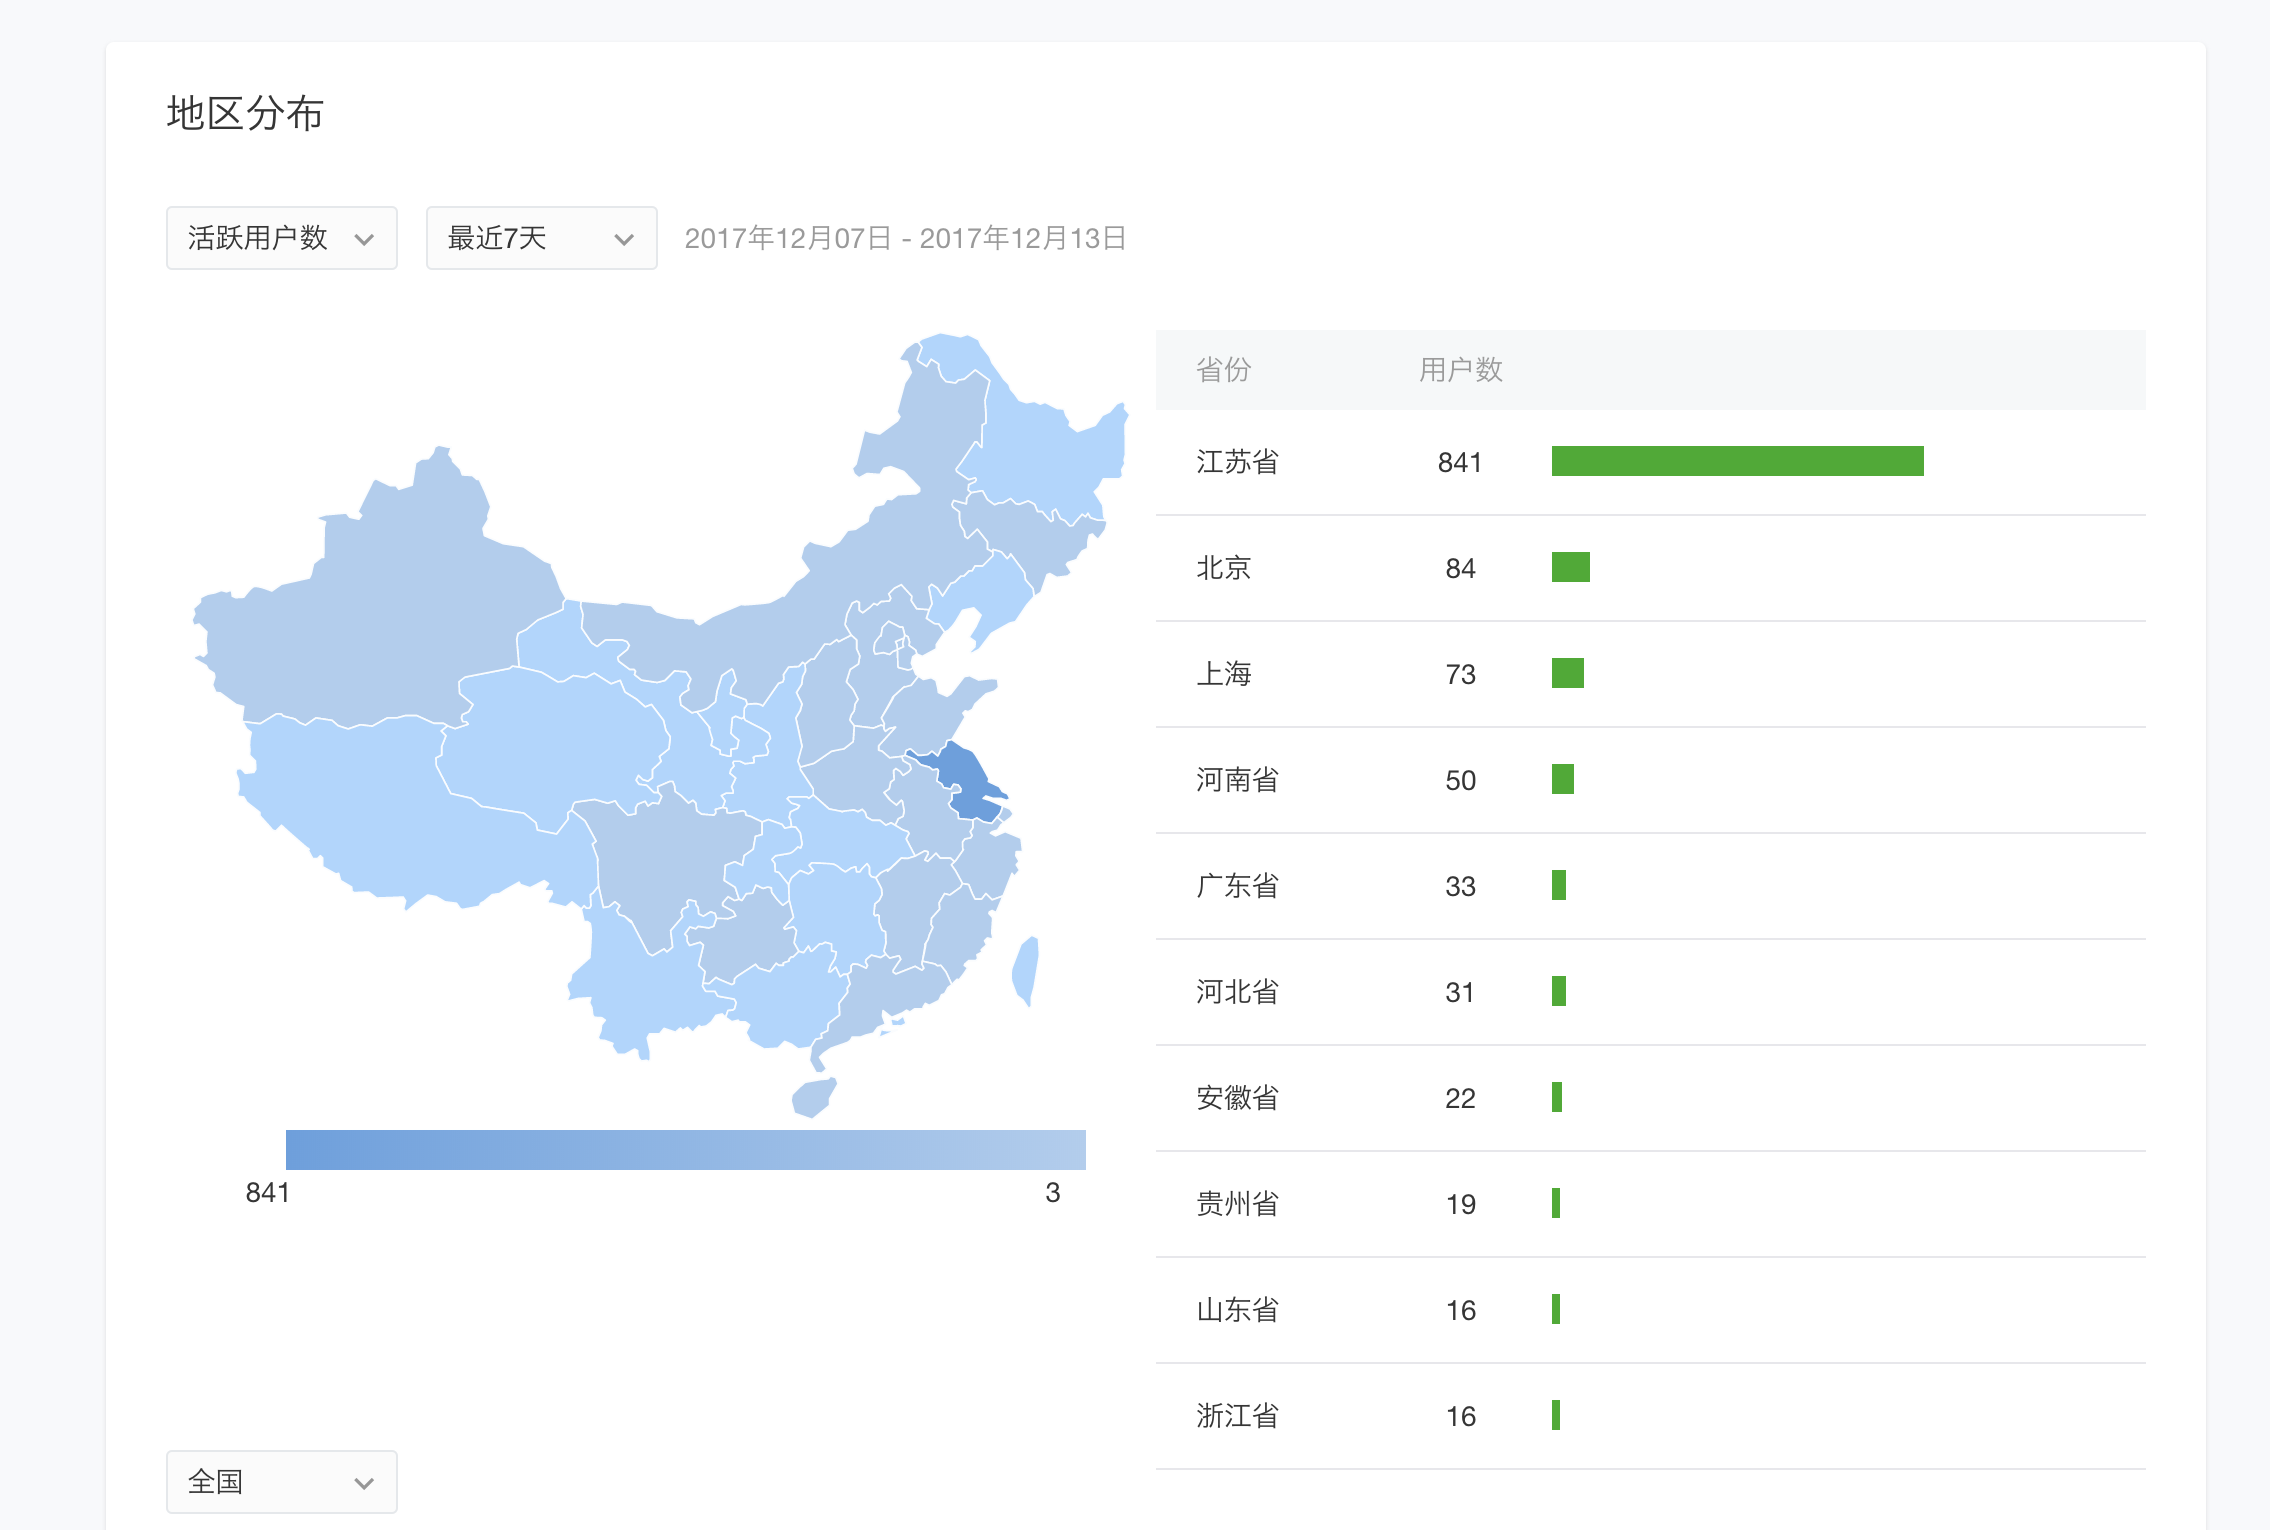 地区分布
活跃用户数 最近7天 2017年12月07日 - 2017年12月13日
省份 用户数
江苏省 841
北京 84
上海 73
河南省 50
广东省 33
河北省 31
安徽省 22
贵州省 19
山东省 16
浙江省 16
841 3
全国